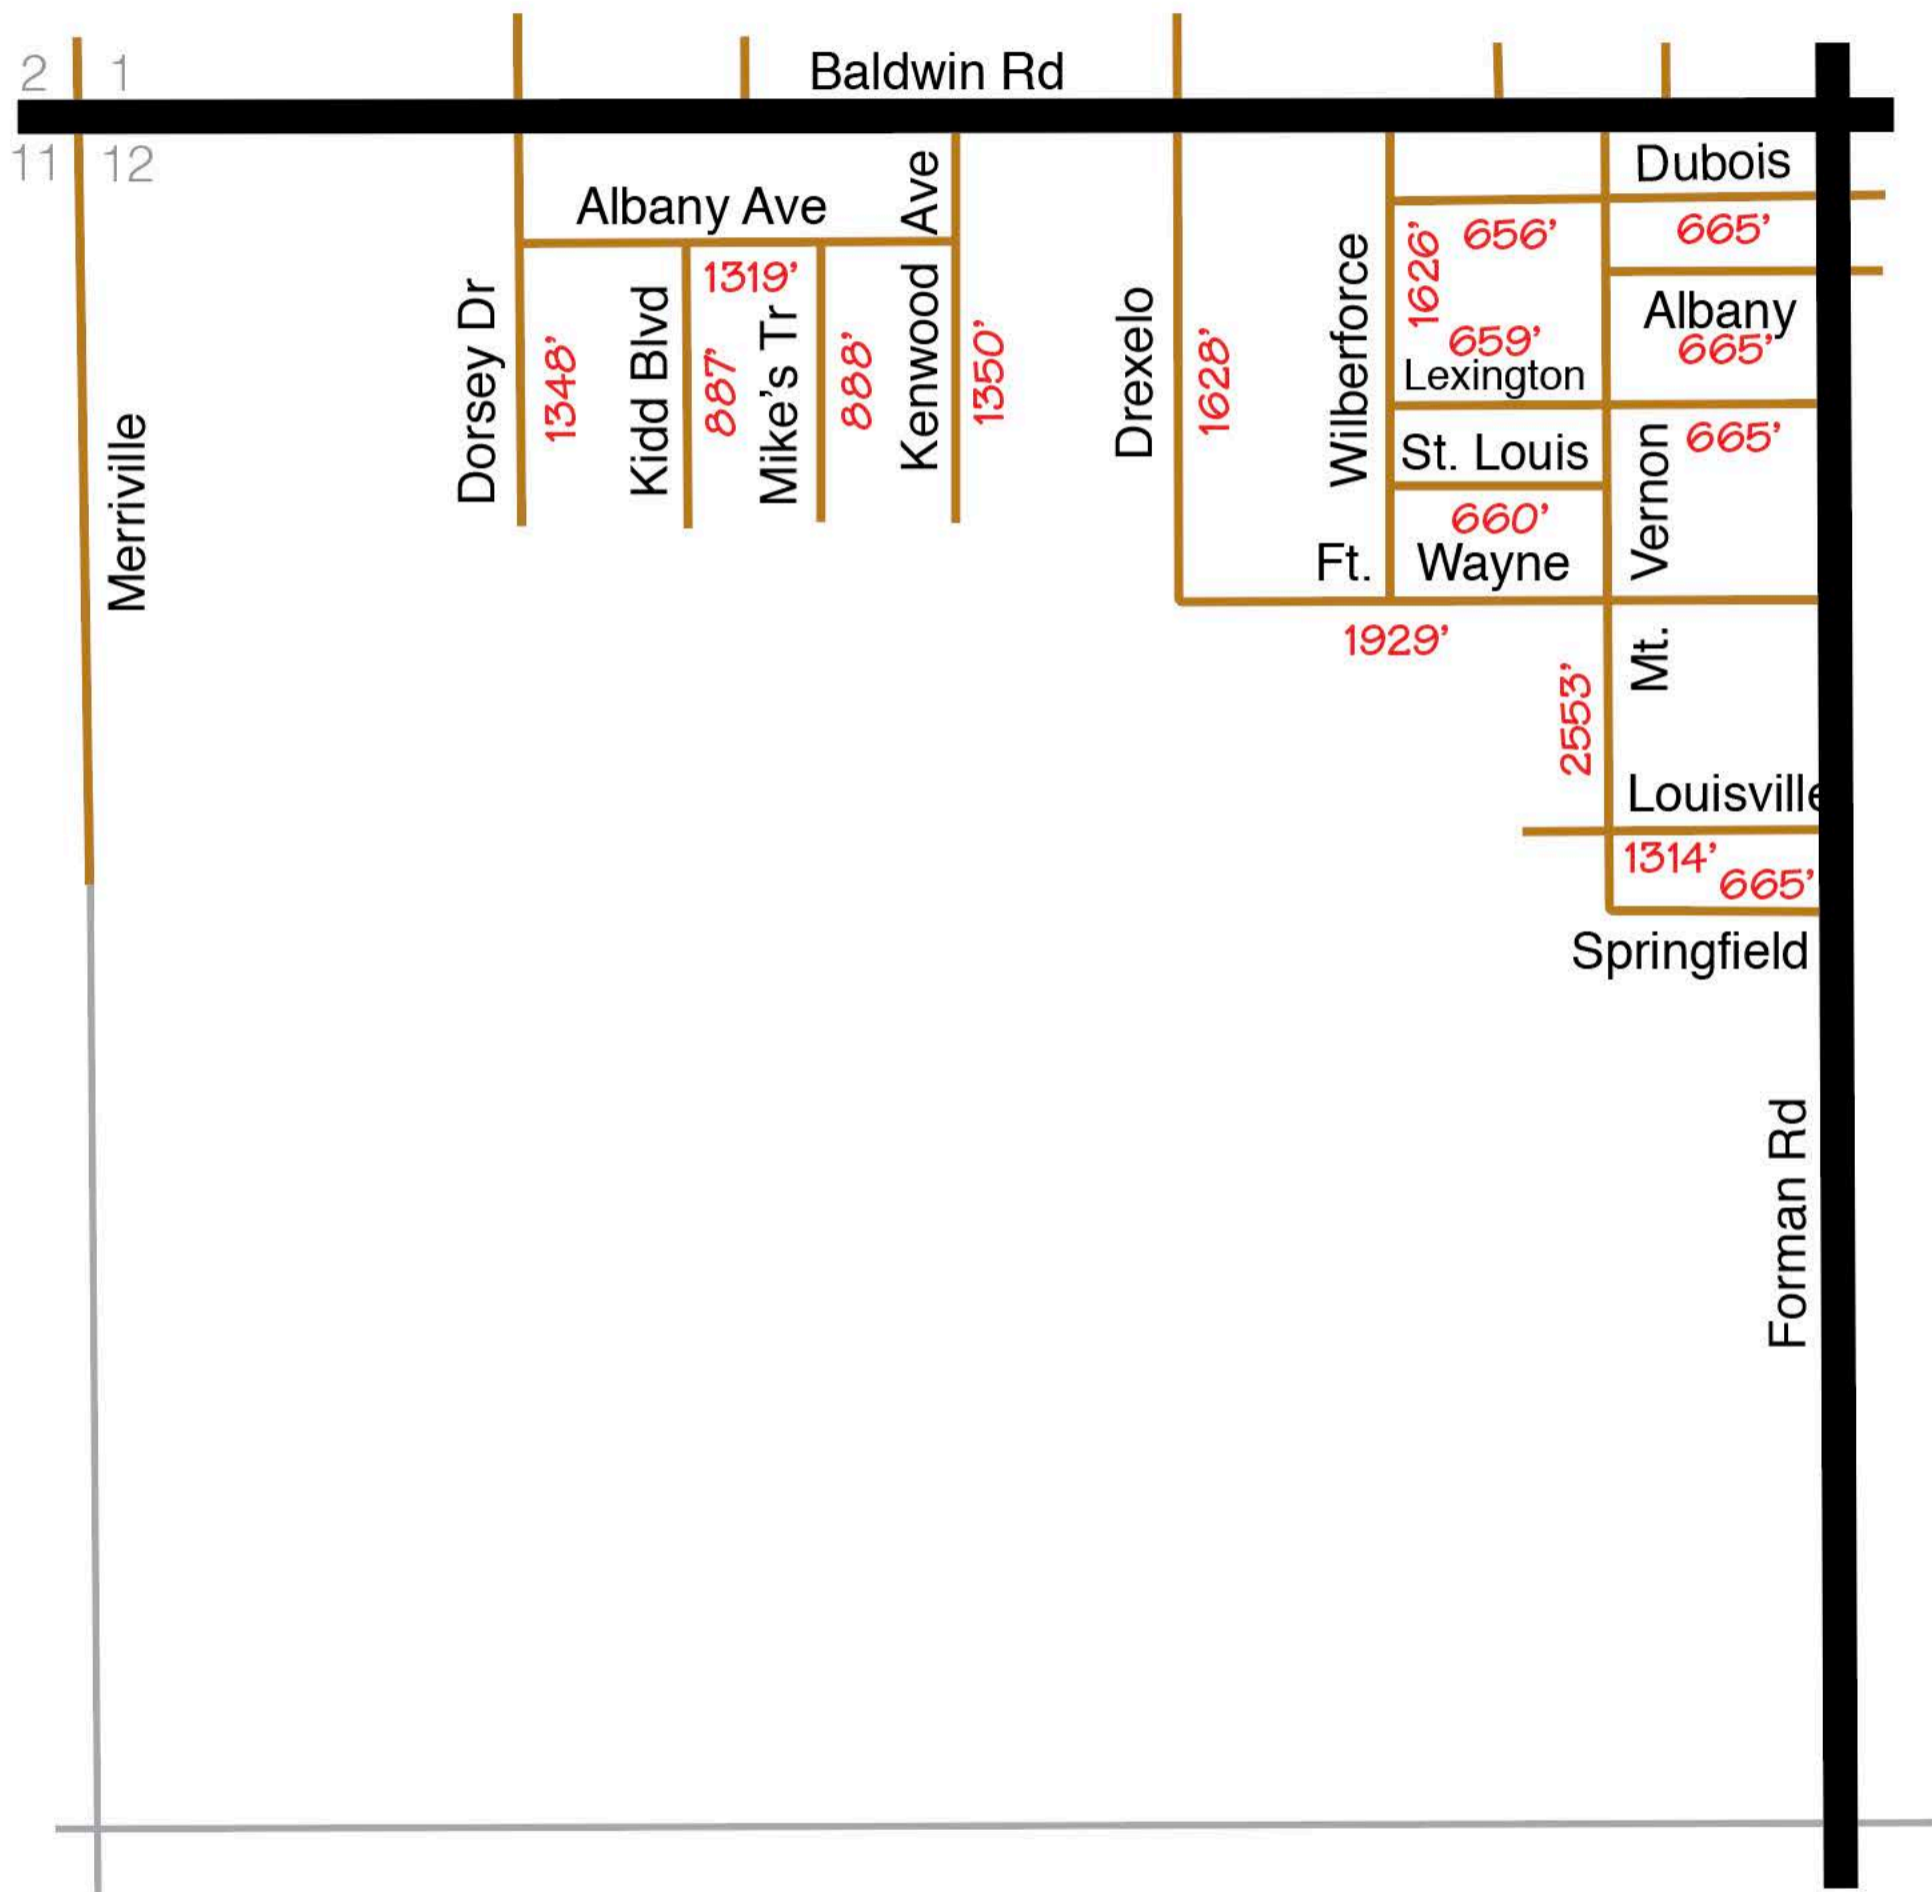 2 1
Baldwin Rd
11 12
Dubois
Albany Ave
Kenwood Ave
656'
665'
1626'
1319'
Albany
659'
665'
Lexington
Dorsey Dr
1348'
Kidd Blvd
887'
Mike's Tr
888'
1350'
Drexelo
1628'
Wilberforce
St. Louis
665'
Merriville
660'
Ft. Wayne
Mt. Vernon
1929'
2553'
Louisville
1314'
665'
Springfield
Forman Rd